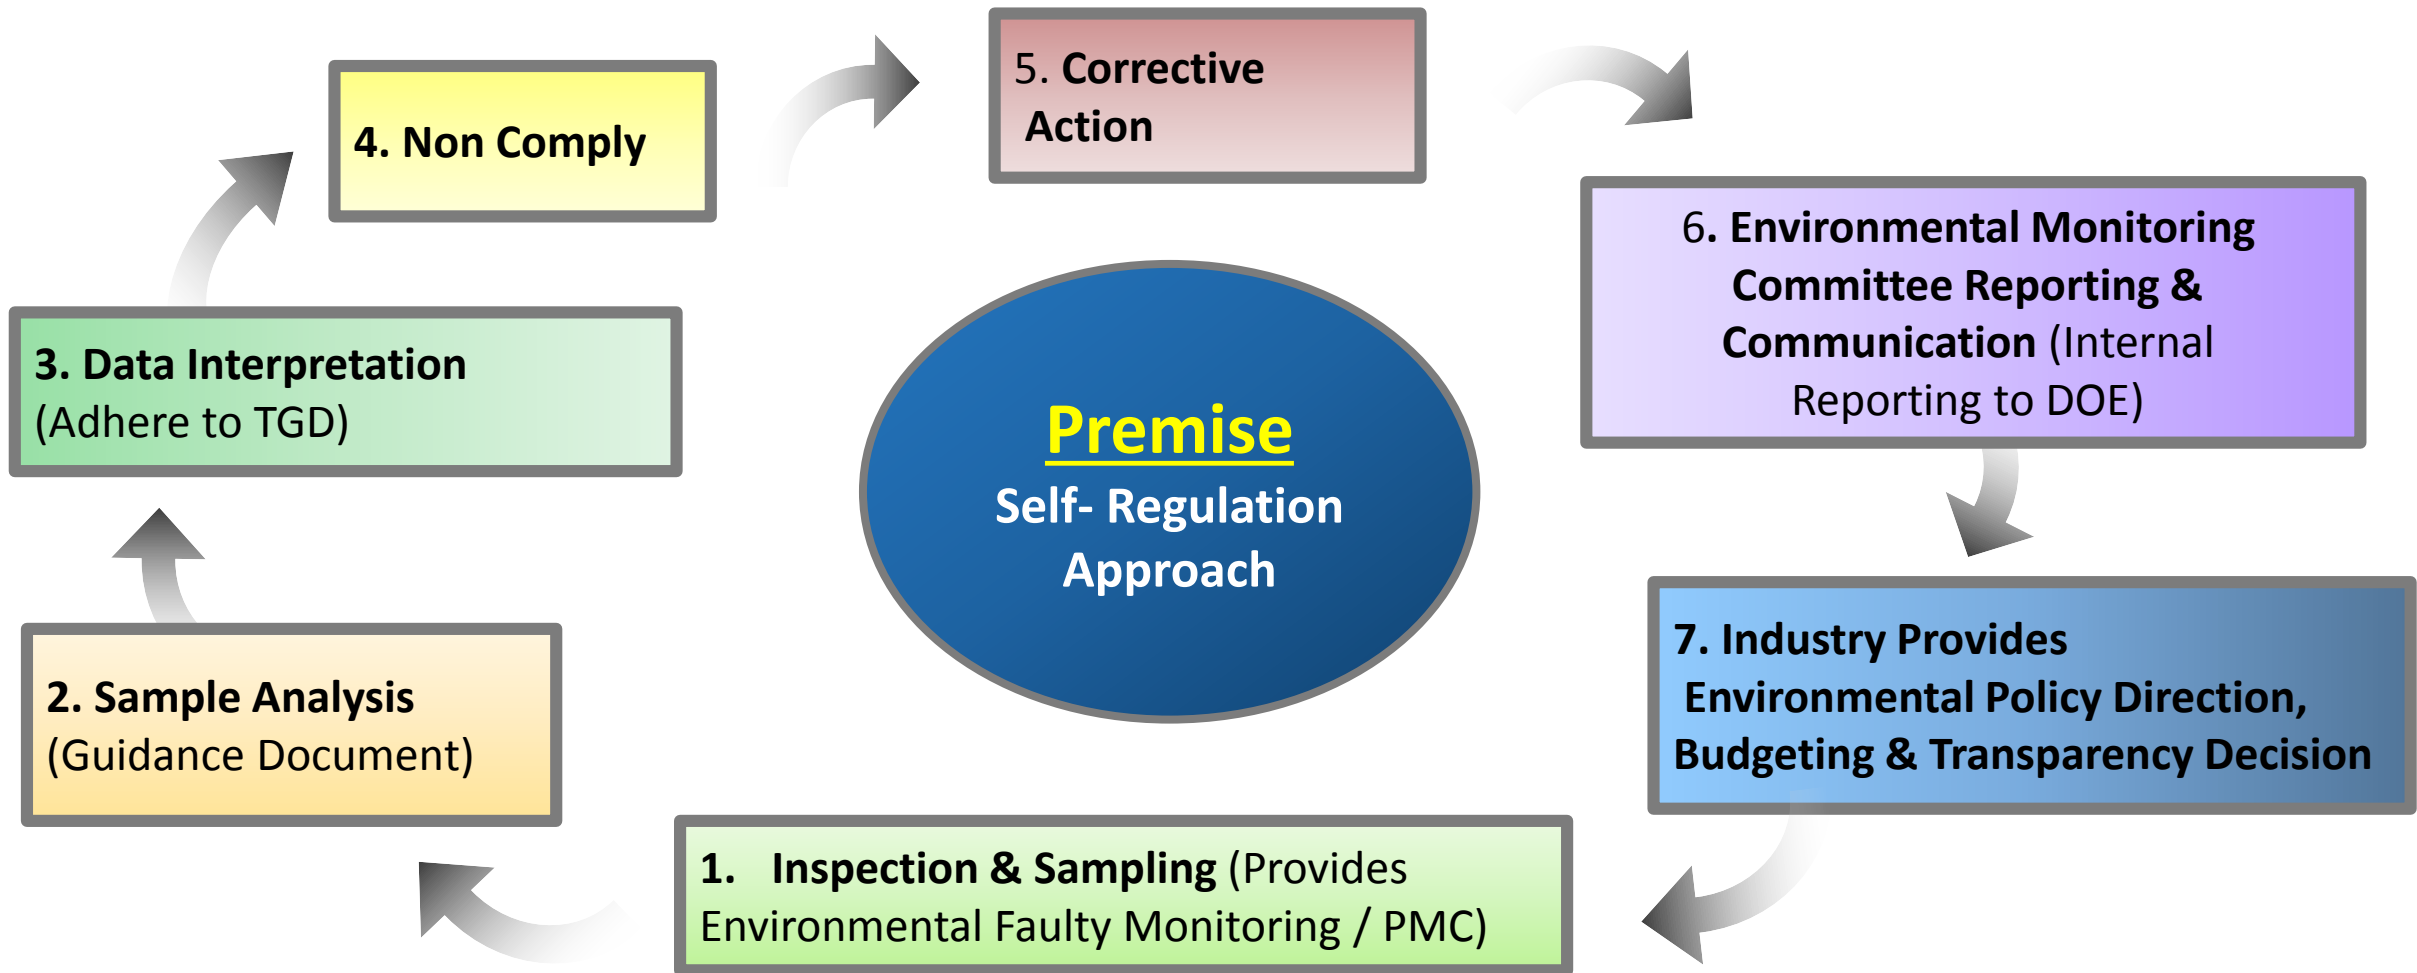 5. Corrective
Action
4. Non Comply
6. Environmental Monitoring
Committee Reporting &
Communication (Internal
Reporting to DOE)
3. Data Interpretation
(Adhere to TGD)
Premise
Self- Regulation
Approach
7. Industry Provides
Environmental Policy Direction,
Budgeting & Transparency Decision
2. Sample Analysis
(Guidance Document)
1. Inspection & Sampling (Provides
Environmental Faulty Monitoring / PMC)